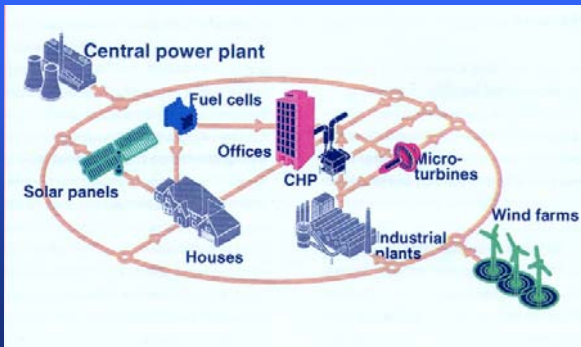 Central power plant
Fuel cells
Offices
CHP
Micro-
turbines
Solar panels
Houses
Industrial
plants
Wind farms